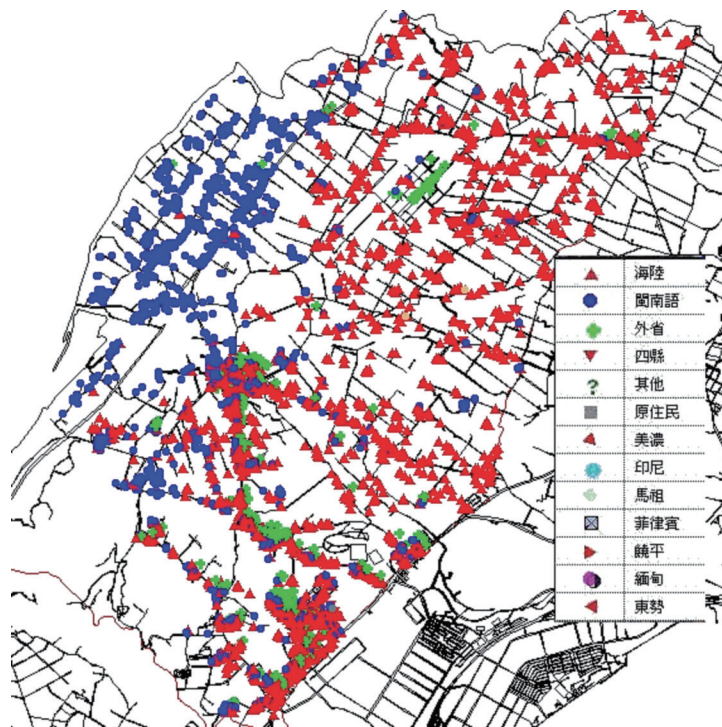 海陸
閩南語
外省
四縣
?
其他
原住民
美濃
印尼
馬祖
菲律賓
饒平
緬甸
東勢